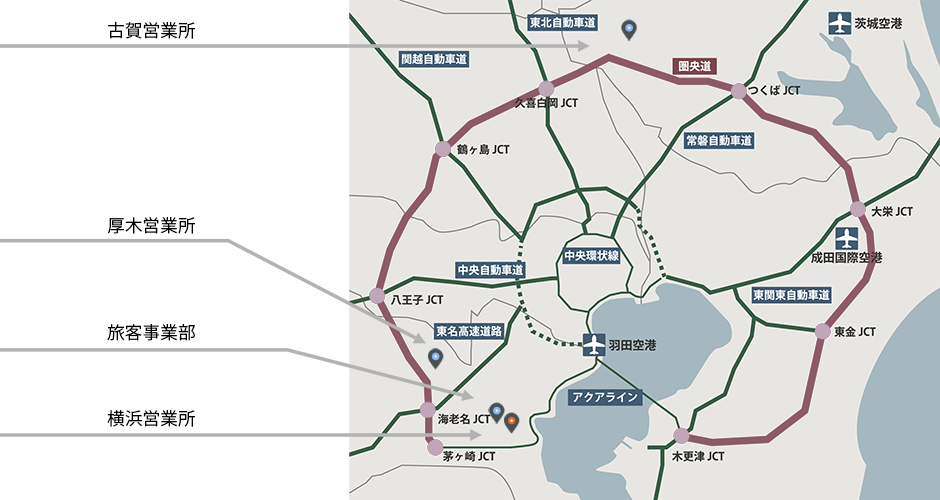 古賀営業所
東北自動車道
茨城空港
関越自動車道
圏央道
久喜白岡 JCT
つくば JCT
常磐自動車道
鶴ヶ島 JCT
大栄 JCT
厚木営業所
成田国際空港
中央環状線
中央自動車道
八王子 JCT
東関東自動車道
旅客事業部
東名高速道路
東金 JCT
羽田空港
アクアライン
横浜営業所
海老名 JCT
茅ヶ崎 JCT
木更津 JCT